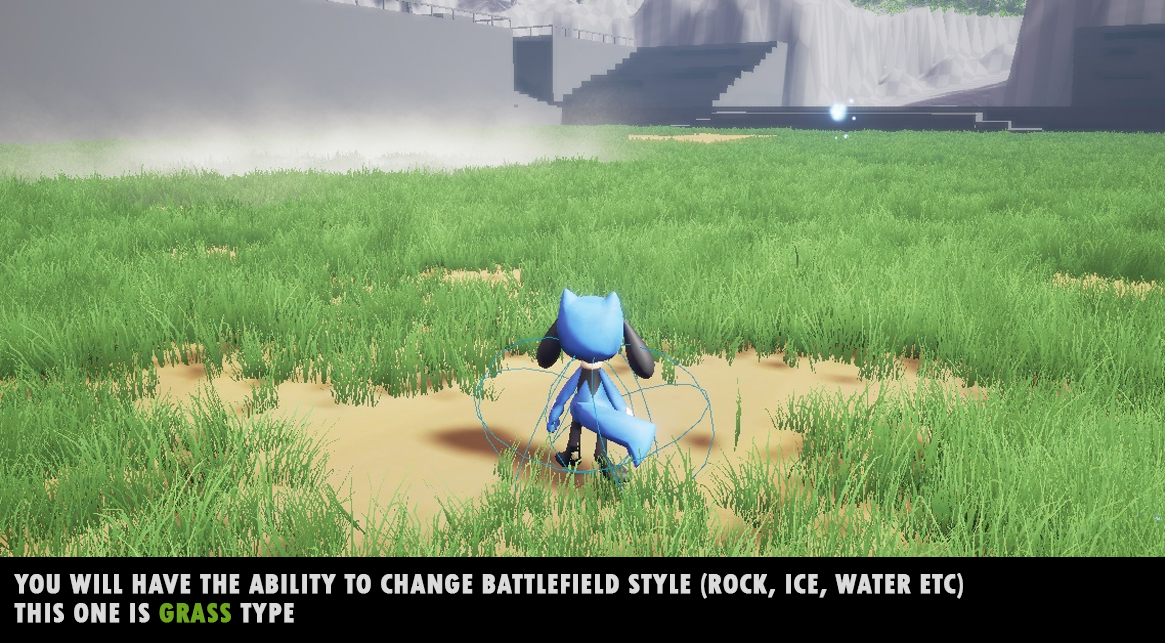 YOU WILL HAVE THE ABILITY TO CHANGE BATTLEFIELD STYLE (ROCK, ICE, WATER ETC)
THIS ONE IS GRASS TYPE